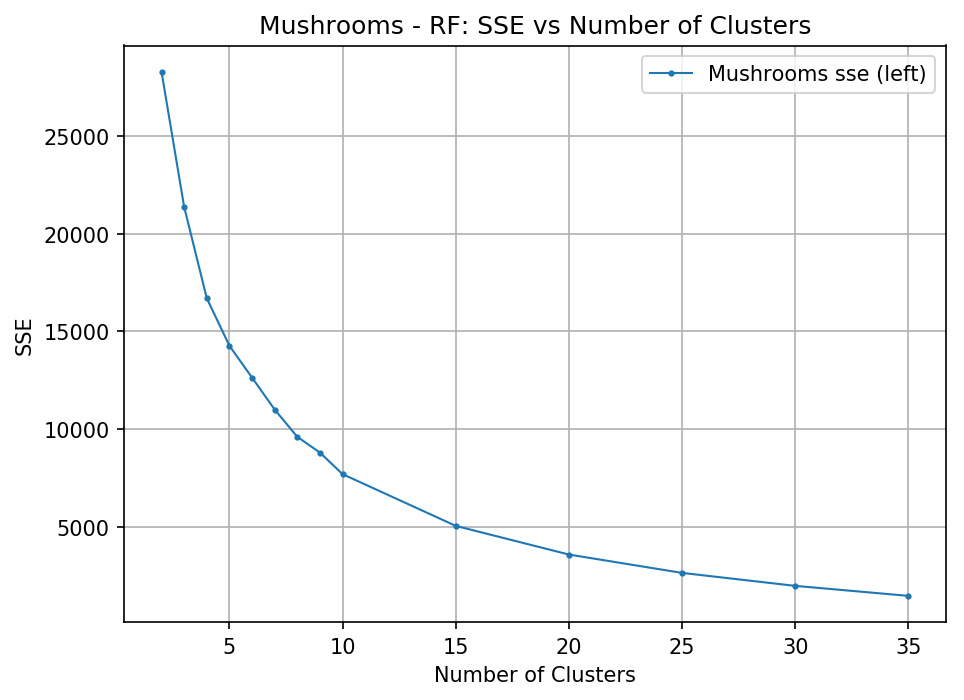 Mushrooms - RF: SSE vs Number of Clusters
Mushrooms sse (left)
SSE
25000
20000
15000
10000
5000
5 10 15 20 25 30 35
Number of Clusters